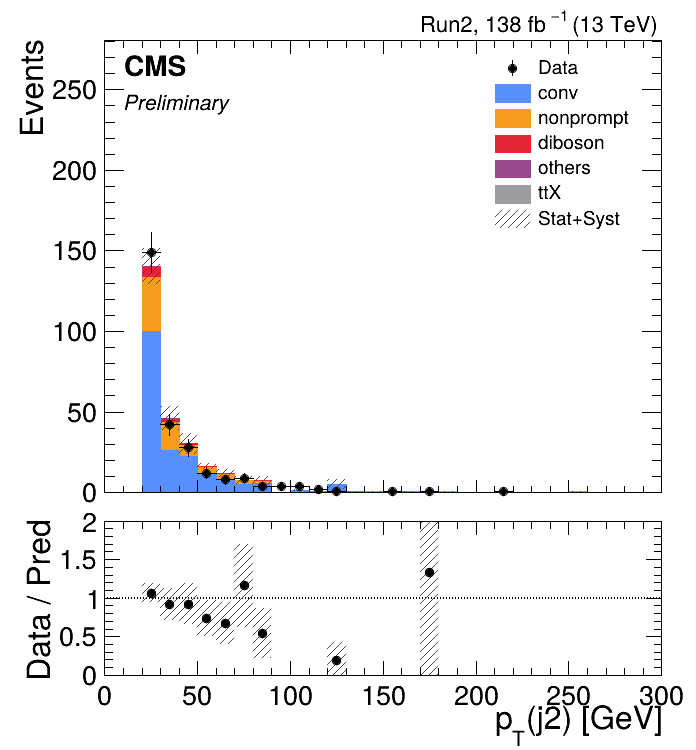 Run2, 138 fb⁻¹ (13 TeV)
CMS
Preliminary
Data
conv
nonprompt
diboson
others
ttX
Stat+Syst
Events
250
200
150
100
50
0
Data / Pred
2
1.5
1
0.5
0
0 50 100 150 200 250 300
p_T(j2) [GeV]